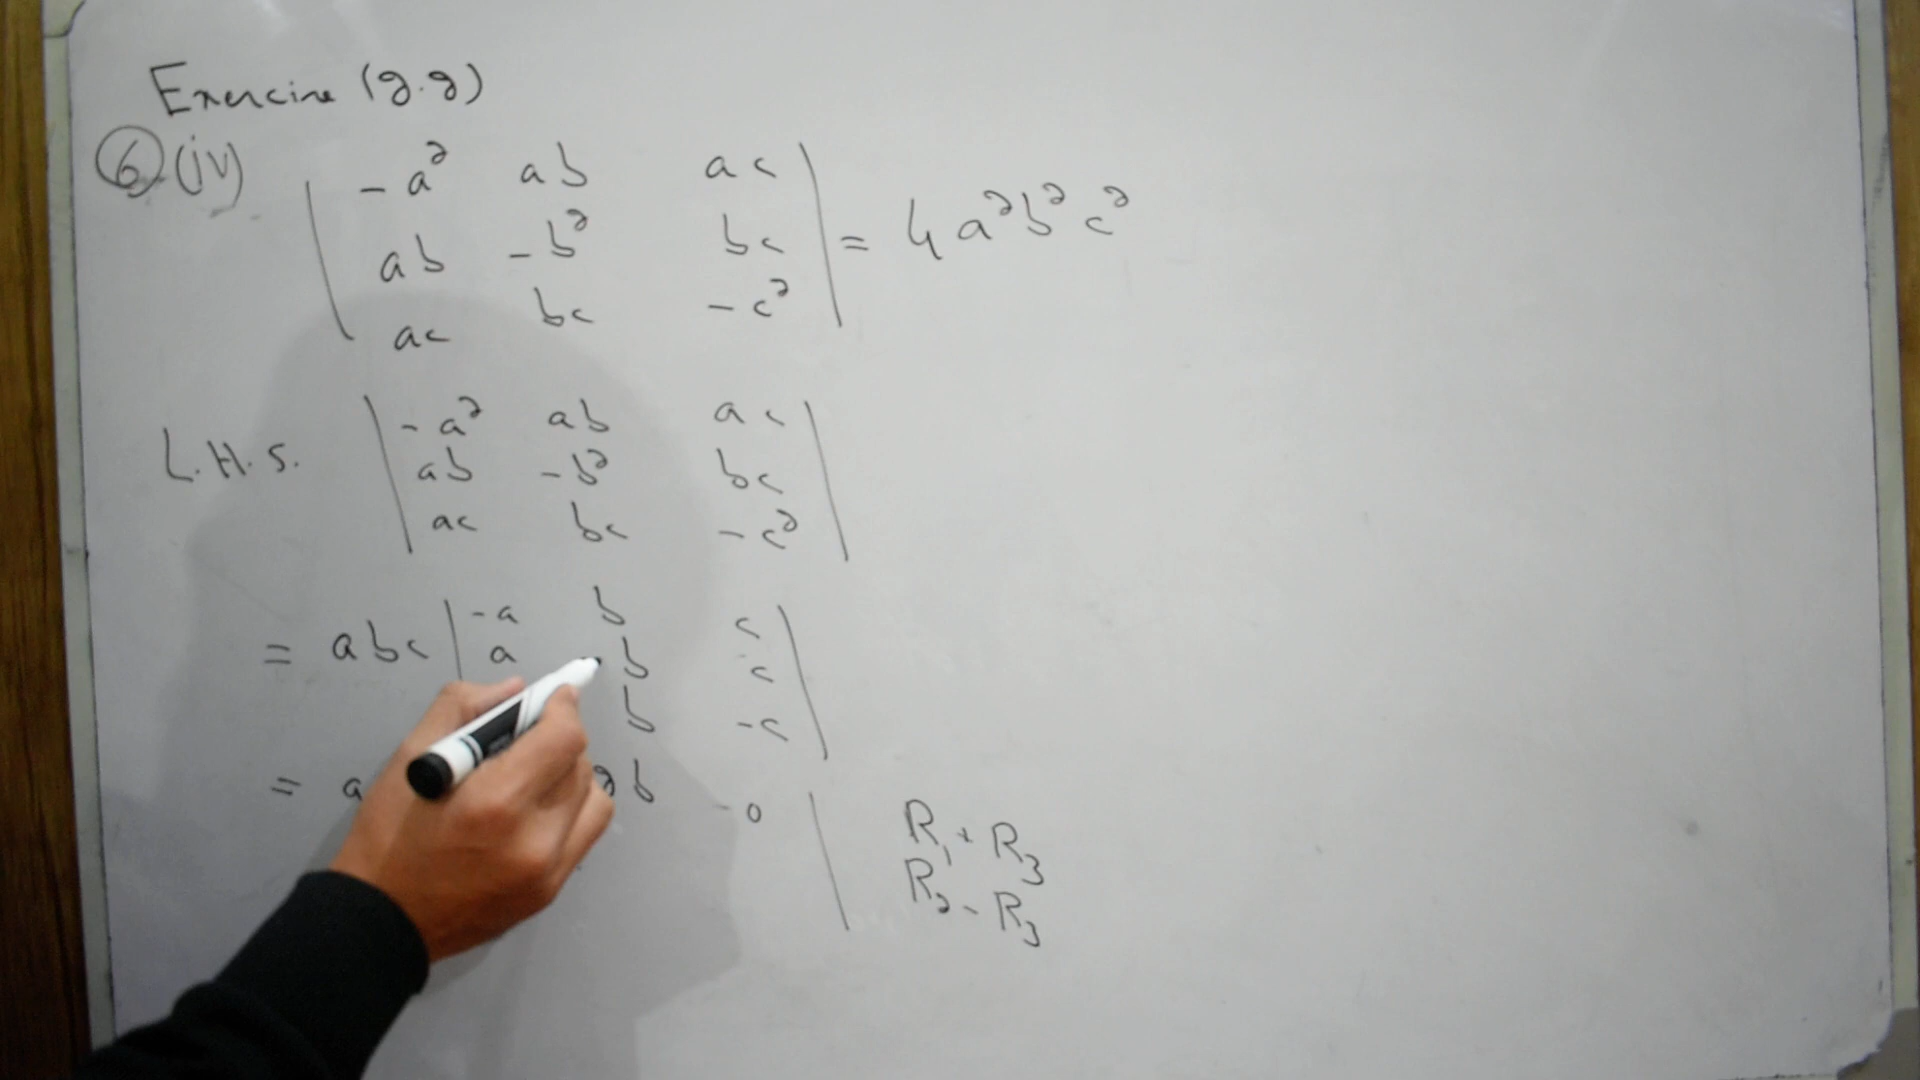 Exercise (2.2)
6 (iv)
| -a² ab ac |
| ab -b² bc | = 4a²b²c²
| ac bc -c² |
L.H.S. | -a² ab ac |
| ab -b² bc |
| ac bc -c² |
= abc | -a b c |
| a b c |
b -c |
= a 2b 0 | R₁ + R₃
R₂ - R₃